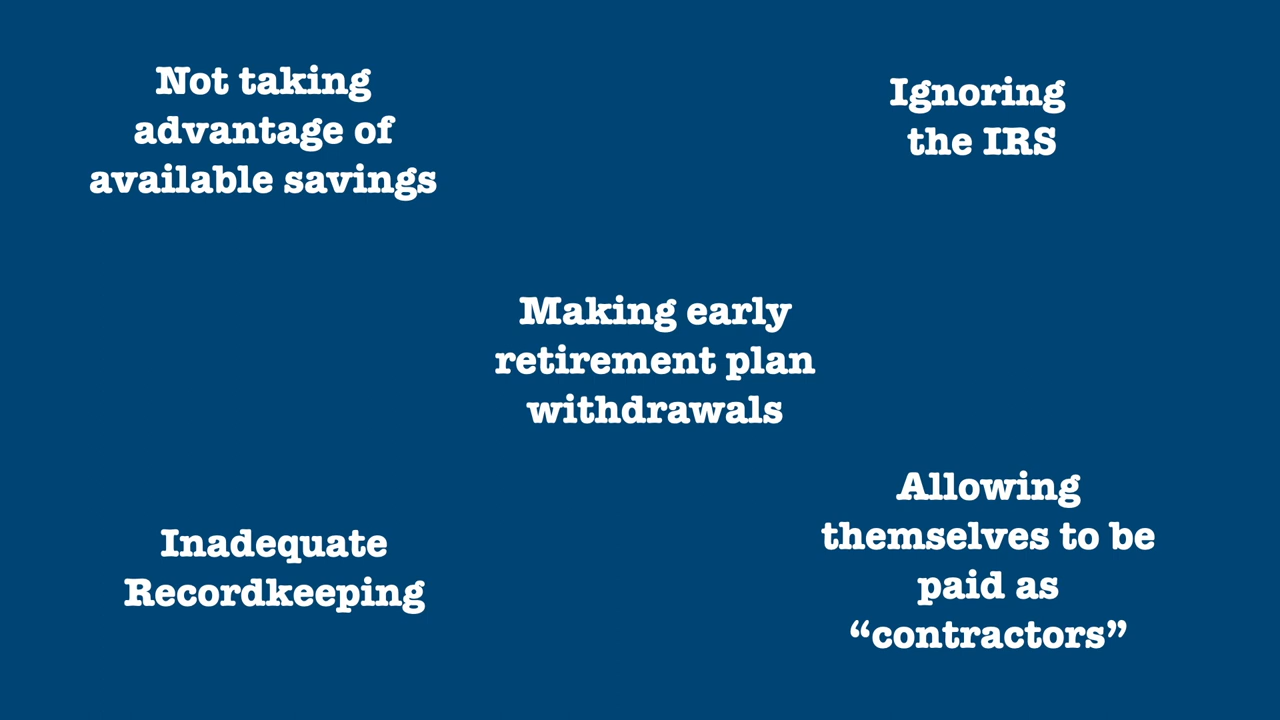 Not taking
advantage of
available savings
Ignoring
the IRS
Making early
retirement plan
withdrawals
Inadequate
Recordkeeping
Allowing
themselves to be
paid as
“contractors”